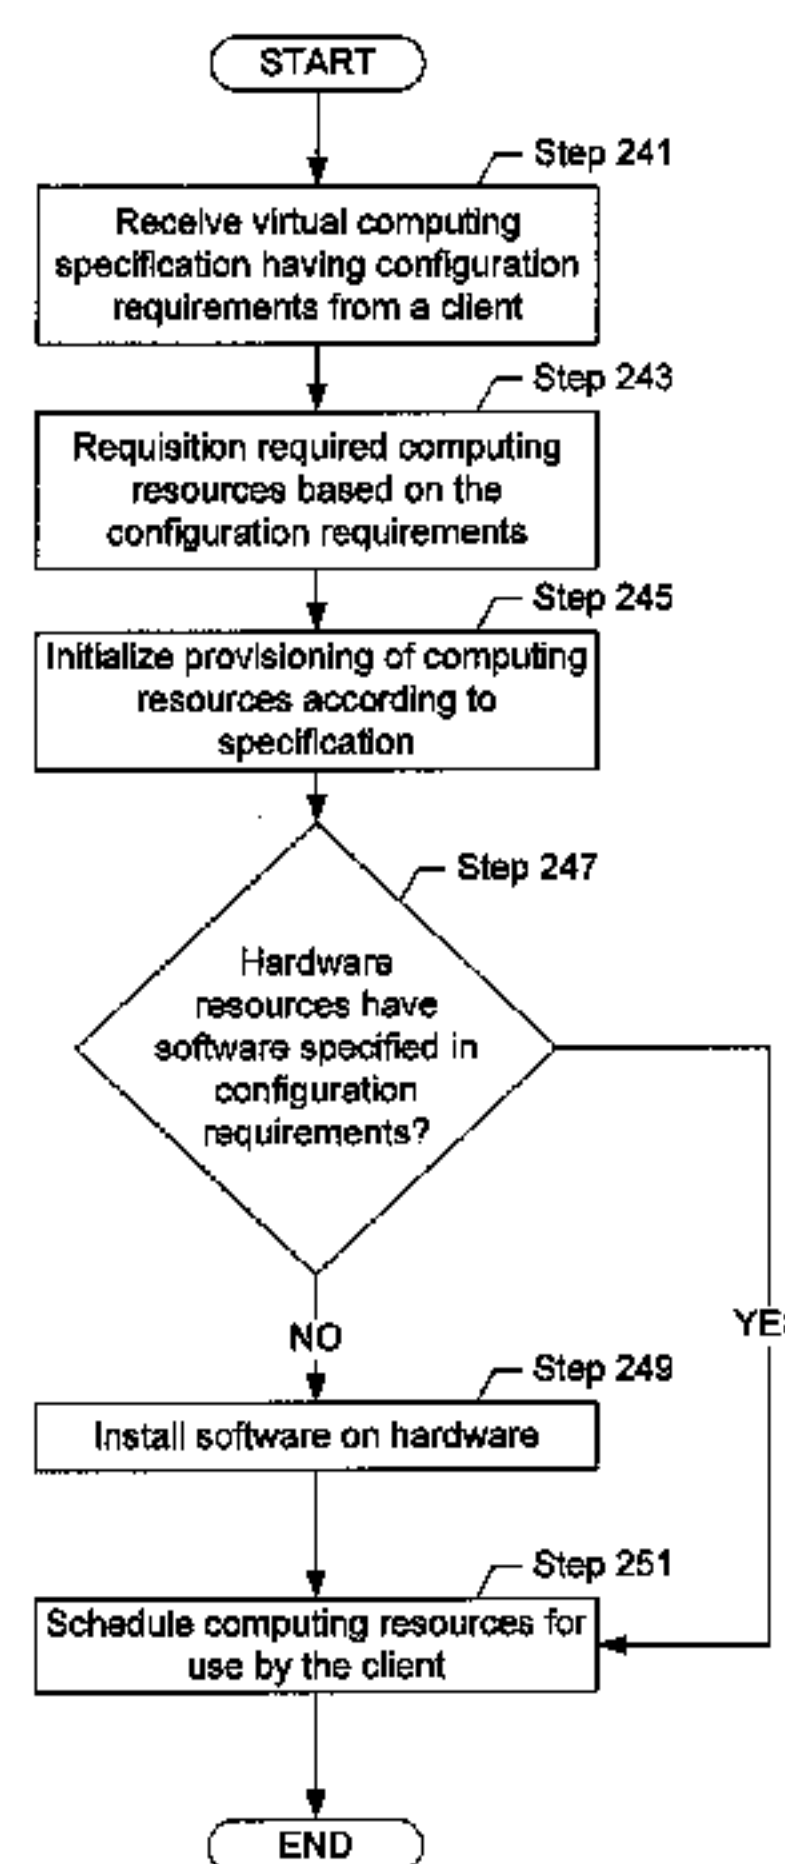 START
Step 241
Receive virtual computing
specification having configuration
requirements from a client
Step 243
Requisition required computing
resources based on the
configuration requirements
Step 245
Initialize provisioning of computing
resources according to
specification
Step 247
Hardware
resources have
software specified in
configuration
requirements?
YES
NO
Step 249
Install software on hardware
Step 251
Schedule computing resources for
use by the client
END